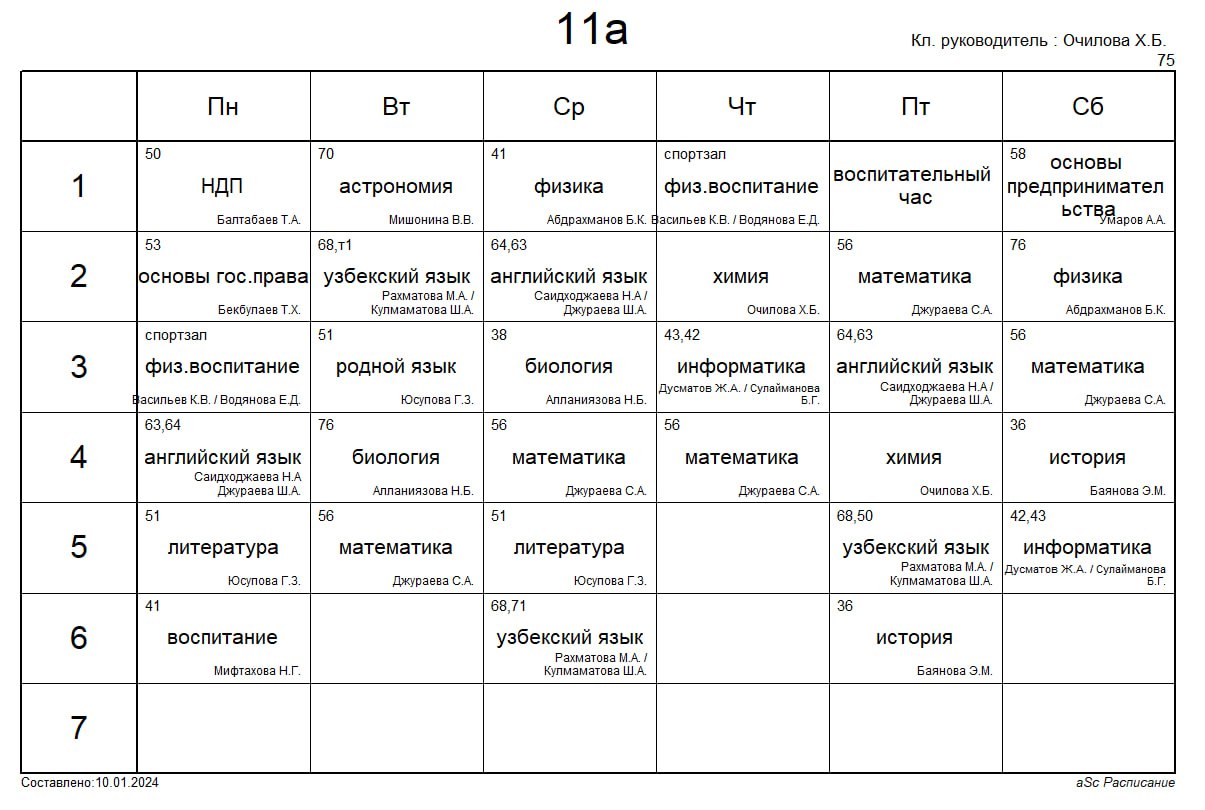 11а
Кл. руководитель : Очилова Х.Б.
75
Пн Вт Ср Чт Пт Сб
1
50
НДП
Балтабаев Т.А.
70
астрономия
Мишонина В.В.
41
физика
Абдрахманов Б.К.
спортзал
физ.воспитание
Васильев К.В. / Водянова Е.Д.
воспитательный
час
58
основы
предпринимател
ьства
Умаров А.А.
2
53
основы гос.права
Бекбулаев Т.Х.
68,т1
узбекский язык
Рахматова М.А. /
Кулмаматова Ш.А.
64,63
английский язык
Саидходжаева Н.А /
Джураева Ш.А.
химия
Очилова Х.Б.
56
математика
Джураева С.А.
76
физика
Абдрахманов Б.К.
3
спортзал
физ.воспитание
Васильев К.В. / Водянова Е.Д.
51
родной язык
Юсупова Г.З.
38
биология
Алланиязова Н.Б.
43,42
информатика
Дусматов Ж.А. / Сулайманова
Б.Г.
64,63
английский язык
Саидходжаева Н.А /
Джураева Ш.А.
56
математика
Джураева С.А.
4
63,64
английский язык
Саидходжаева Н.А
Джураева Ш.А.
76
биология
Алланиязова Н.Б.
56
математика
Джураева С.А.
56
математика
Джураева С.А.
химия
Очилова Х.Б.
36
история
Баянова Э.М.
5
51
литература
Юсупова Г.З.
56
математика
Джураева С.А.
51
литература
Юсупова Г.З.
68,50
узбекский язык
Рахматова М.А. /
Кулмаматова Ш.А.
42,43
информатика
Дусматов Ж.А. / Сулайманова
Б.Г.
6
41
воспитание
Мифтахова Н.Г.
68,71
узбекский язык
Рахматова М.А. /
Кулмаматова Ш.А.
36
история
Баянова Э.М.
7
Составлено:10.01.2024
aSc Расписание